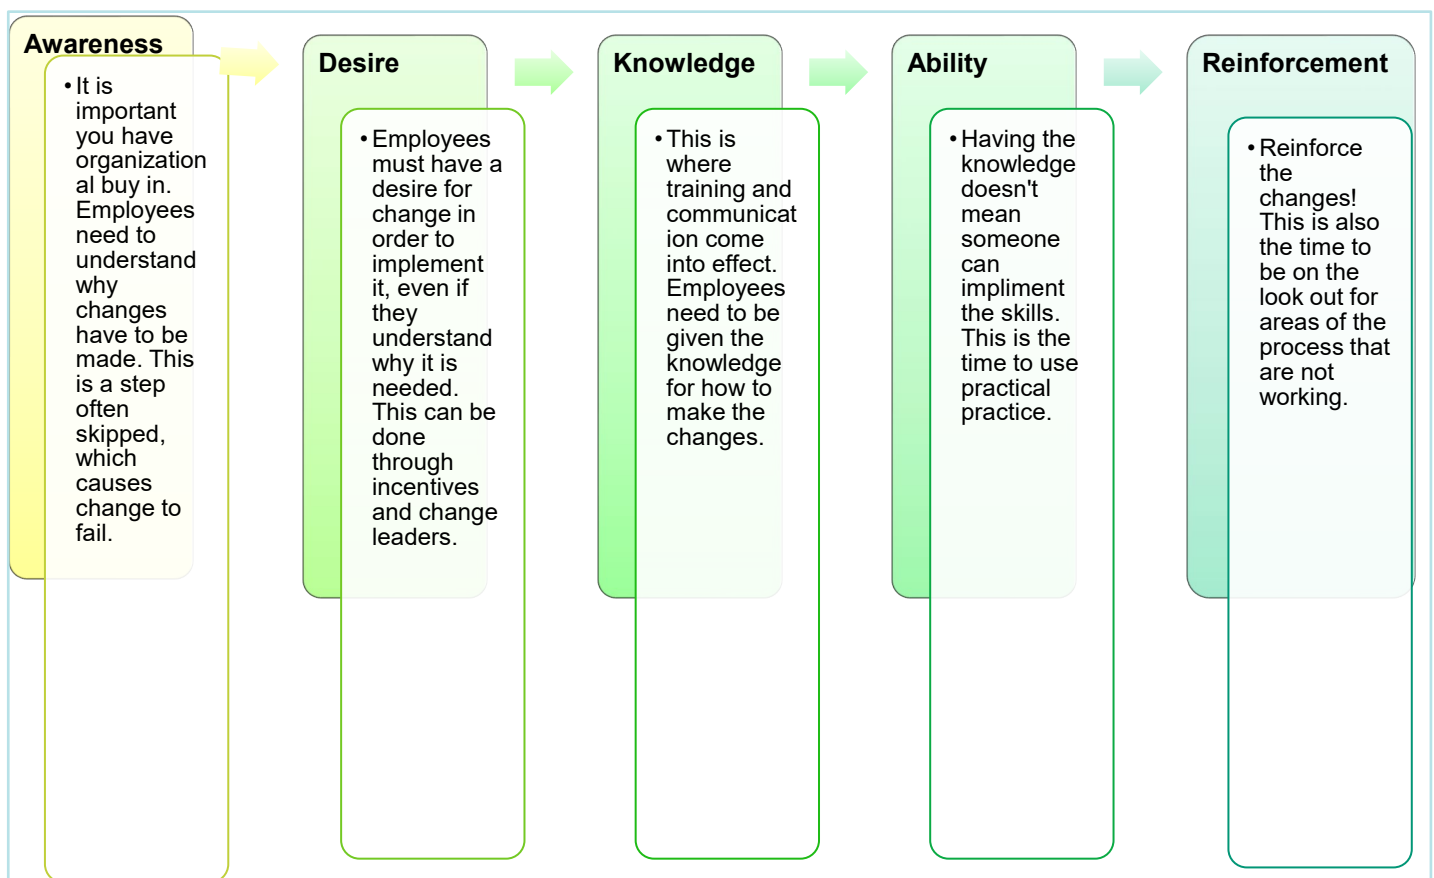 Awareness
• It is
important
you have
organization
al buy in.
Employees
need to
understand
why
changes
have to be
made. This
is a step
often
skipped,
which
causes
change to
fail.
Desire
• Employees
must have a
desire for
change in
order to
implement
it, even if
they
understand
why it is
needed.
This can be
done
through
incentives
and change
leaders.
Knowledge
• This is
where
training and
communicat
ion come
into effect.
Employees
need to be
given the
knowledge
for how to
make the
changes.
Ability
• Having the
knowledge
doesn't
mean
someone
can
impliment
the skills.
This is the
time to use
practical
practice.
Reinforcement
• Reinforce
the
changes!
This is also
the time to
be on the
look out for
areas of the
process that
are not
working.